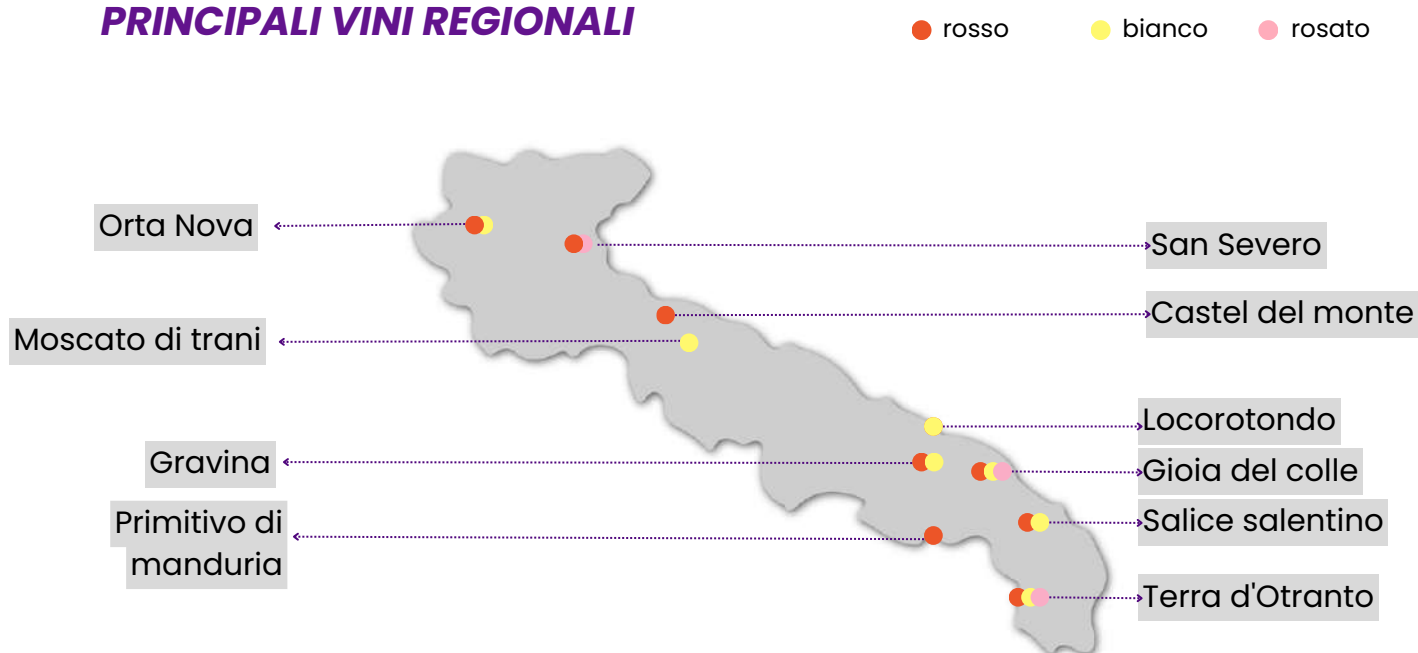 PRINCIPALI VINI REGIONALI
rosso
bianco
rosato
Orta Nova
San Severo
Castel del monte
Moscato di trani
Locorotondo
Gravina
Gioia del colle
Primitivo di
manduria
Salice salentino
Terra d'Otranto